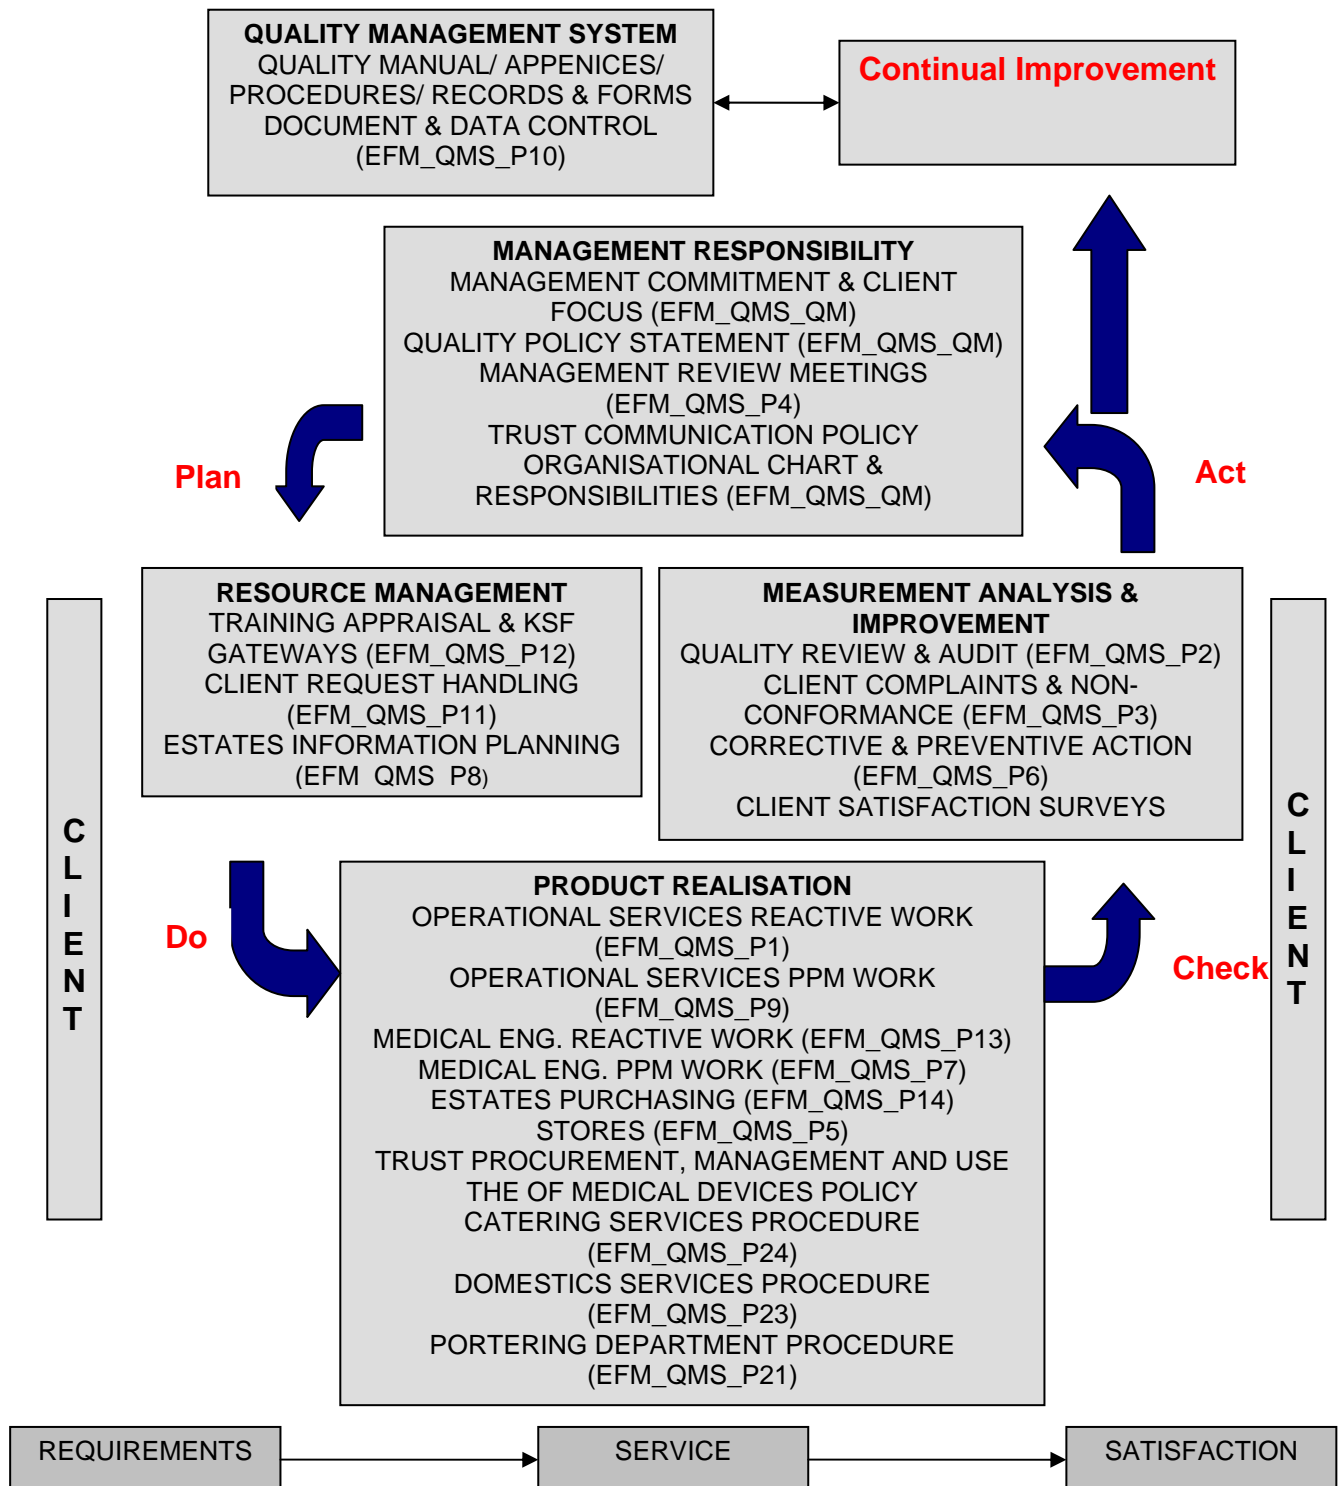 QUALITY MANAGEMENT SYSTEM
QUALITY MANUAL/ APPENICES/
PROCEDURES/ RECORDS & FORMS
DOCUMENT & DATA CONTROL
(EFM_QMS_P10)
Continual Improvement
MANAGEMENT RESPONSIBILITY
MANAGEMENT COMMITMENT & CLIENT
FOCUS (EFM_QMS_QM)
QUALITY POLICY STATEMENT (EFM_QMS_QM)
MANAGEMENT REVIEW MEETINGS
(EFM_QMS_P4)
TRUST COMMUNICATION POLICY
ORGANISATIONAL CHART &
RESPONSIBILITIES (EFM_QMS_QM)
Plan
Act
RESOURCE MANAGEMENT
TRAINING APPRAISAL & KSF
GATEWAYS (EFM_QMS_P12)
CLIENT REQUEST HANDLING
(EFM_QMS_P11)
ESTATES INFORMATION PLANNING
(EFM_QMS_P8)
MEASUREMENT ANALYSIS &
IMPROVEMENT
QUALITY REVIEW & AUDIT (EFM_QMS_P2)
CLIENT COMPLAINTS & NON-
CONFORMANCE (EFM_QMS_P3)
CORRECTIVE & PREVENTIVE ACTION
(EFM_QMS_P6)
CLIENT SATISFACTION SURVEYS
CLIENT
CLIENT
Do
Check
PRODUCT REALISATION
OPERATIONAL SERVICES REACTIVE WORK
(EFM_QMS_P1)
OPERATIONAL SERVICES PPM WORK
(EFM_QMS_P9)
MEDICAL ENG. REACTIVE WORK (EFM_QMS_P13)
MEDICAL ENG. PPM WORK (EFM_QMS_P7)
ESTATES PURCHASING (EFM_QMS_P14)
STORES (EFM_QMS_P5)
TRUST PROCUREMENT, MANAGEMENT AND USE
THE OF MEDICAL DEVICES POLICY
CATERING SERVICES PROCEDURE
(EFM_QMS_P24)
DOMESTICS SERVICES PROCEDURE
(EFM_QMS_P23)
PORTERING DEPARTMENT PROCEDURE
(EFM_QMS_P21)
REQUIREMENTS
SERVICE
SATISFACTION